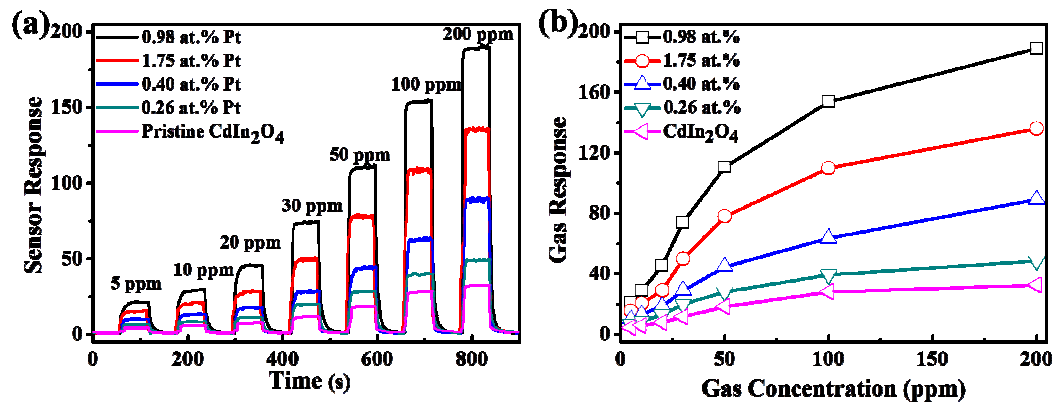 (a)
200
150
100
50
0
Sensor Response
0.98 at.% Pt
1.75 at.% Pt
0.40 at.% Pt
0.26 at.% Pt
Pristine CdIn₂O₄
5 ppm
10 ppm
20 ppm
30 ppm
50 ppm
100 ppm
200 ppm
0 200 400 600 800
Time (s)
(b)
200
160
120
80
40
0
Gas Response
0.98 at.%
1.75 at.%
0.40 at.%
0.26 at.%
CdIn₂O₄
0 50 100 150 200
Gas Concentration (ppm)